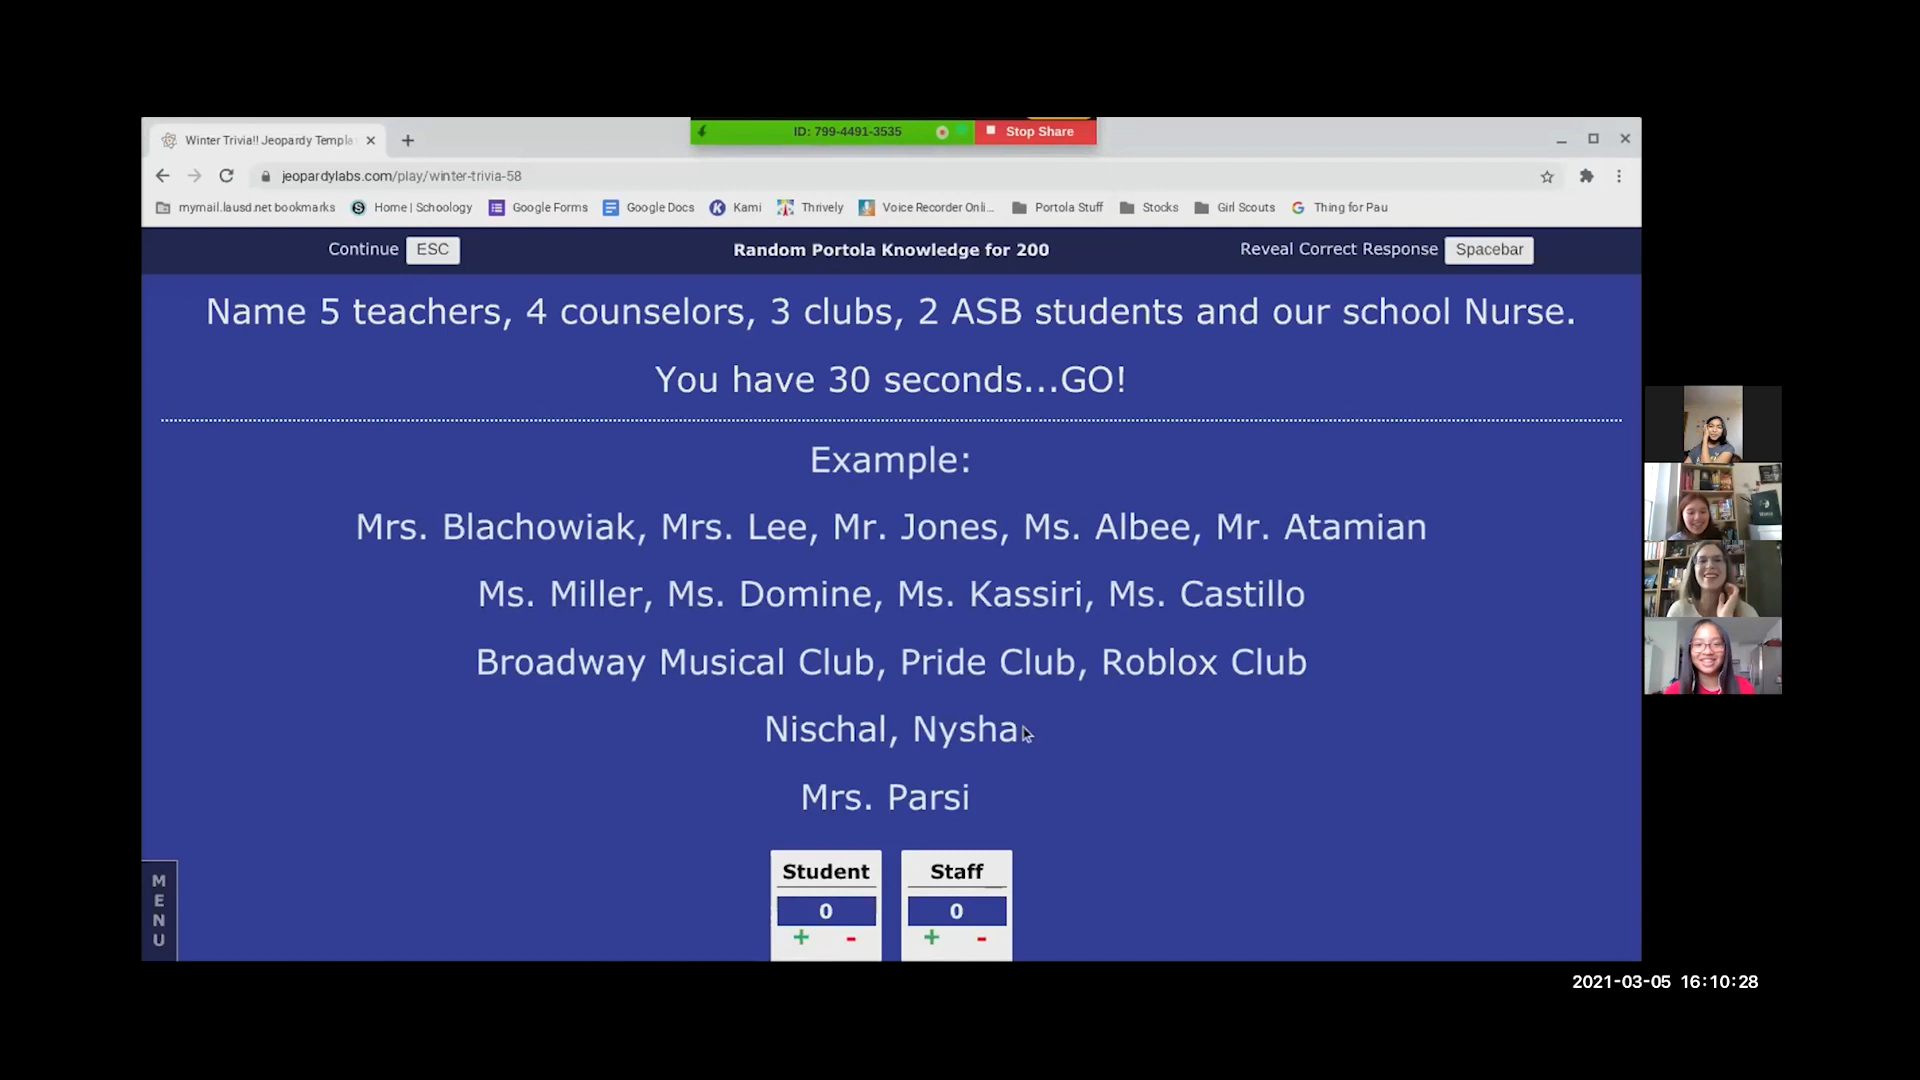 Winter Trivia!! Jeopardy Templa
ID: 799-4491-3535
Stop Share
jeopardylabs.com/play/winter-trivia-58
mymail.lausd.net bookmarks
Home | Schoology
Google Forms
Google Docs
Kami
Thrively
Voice Recorder Onli...
Portola Stuff
Stocks
Girl Scouts
Thing for Pau
Continue ESC
Random Portola Knowledge for 200
Reveal Correct Response Spacebar
Name 5 teachers, 4 counselors, 3 clubs, 2 ASB students and our school Nurse.
You have 30 seconds...GO!
Example:
Mrs. Blachowiak, Mrs. Lee, Mr. Jones, Ms. Albee, Mr. Atamian
Ms. Miller, Ms. Domine, Ms. Kassiri, Ms. Castillo
Broadway Musical Club, Pride Club, Roblox Club
Nischal, Nysha
Mrs. Parsi
MENU
Student
0
+ -
Staff
0
+ -
2021-03-05 16:10:28